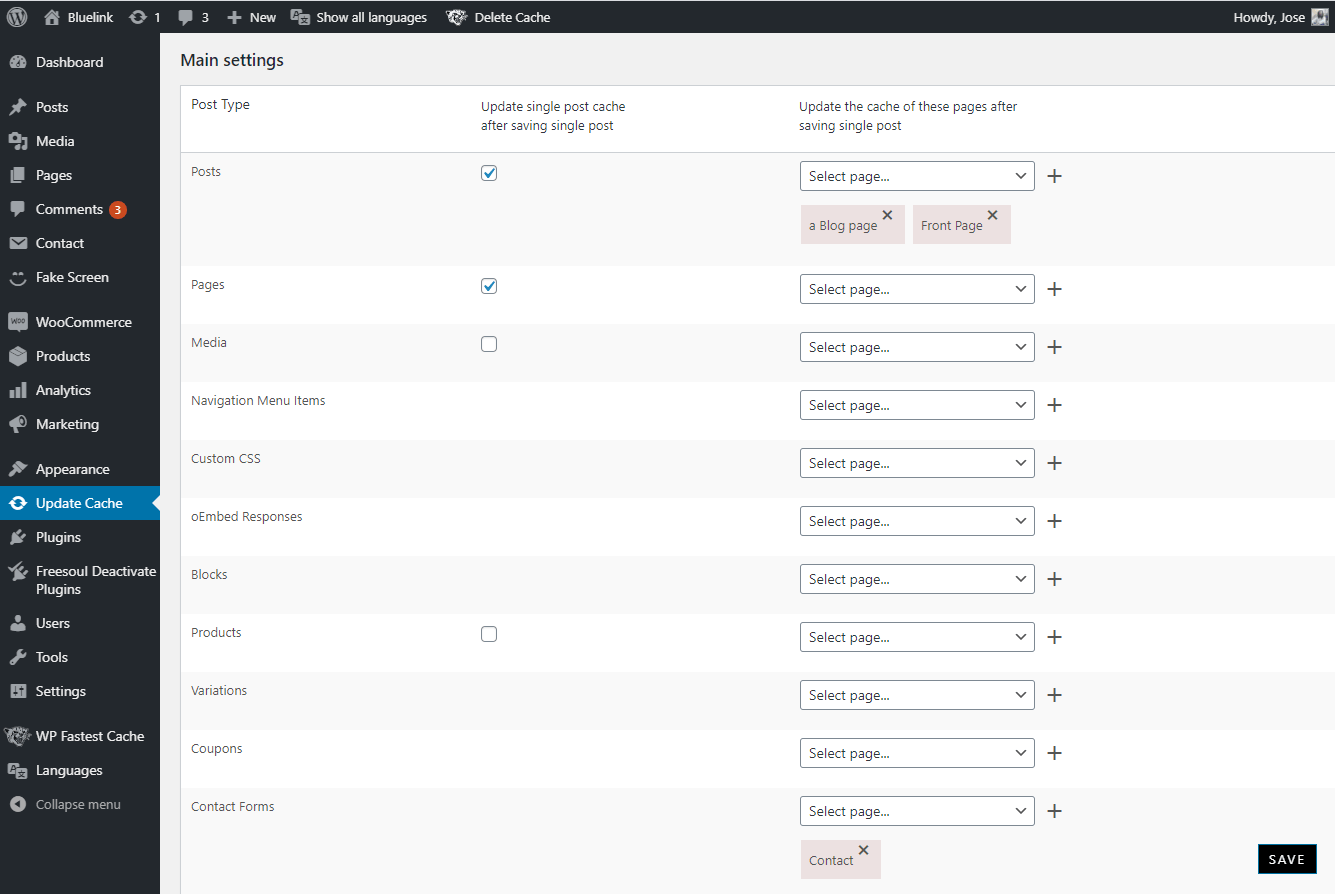 Bluelink 1 3 New Show all languages Delete Cache Howdy, Jose
Dashboard
Posts
Media
Pages
Comments 3
Contact
Fake Screen
WooCommerce
Products
Analytics
Marketing
Appearance
Update Cache
Plugins
Freesoul Deactivate
Plugins
Users
Tools
Settings
WP Fastest Cache
Languages
Collapse menu
Main settings
Post Type
Update single post cache
after saving single post
Update the cache of these pages after
saving single post
Posts
Select page...
a Blog page
Front Page
Pages
Select page...
Media
Select page...
Navigation Menu Items
Select page...
Custom CSS
Select page...
oEmbed Responses
Select page...
Blocks
Select page...
Products
Select page...
Variations
Select page...
Coupons
Select page...
Contact Forms
Select page...
Contact
SAVE